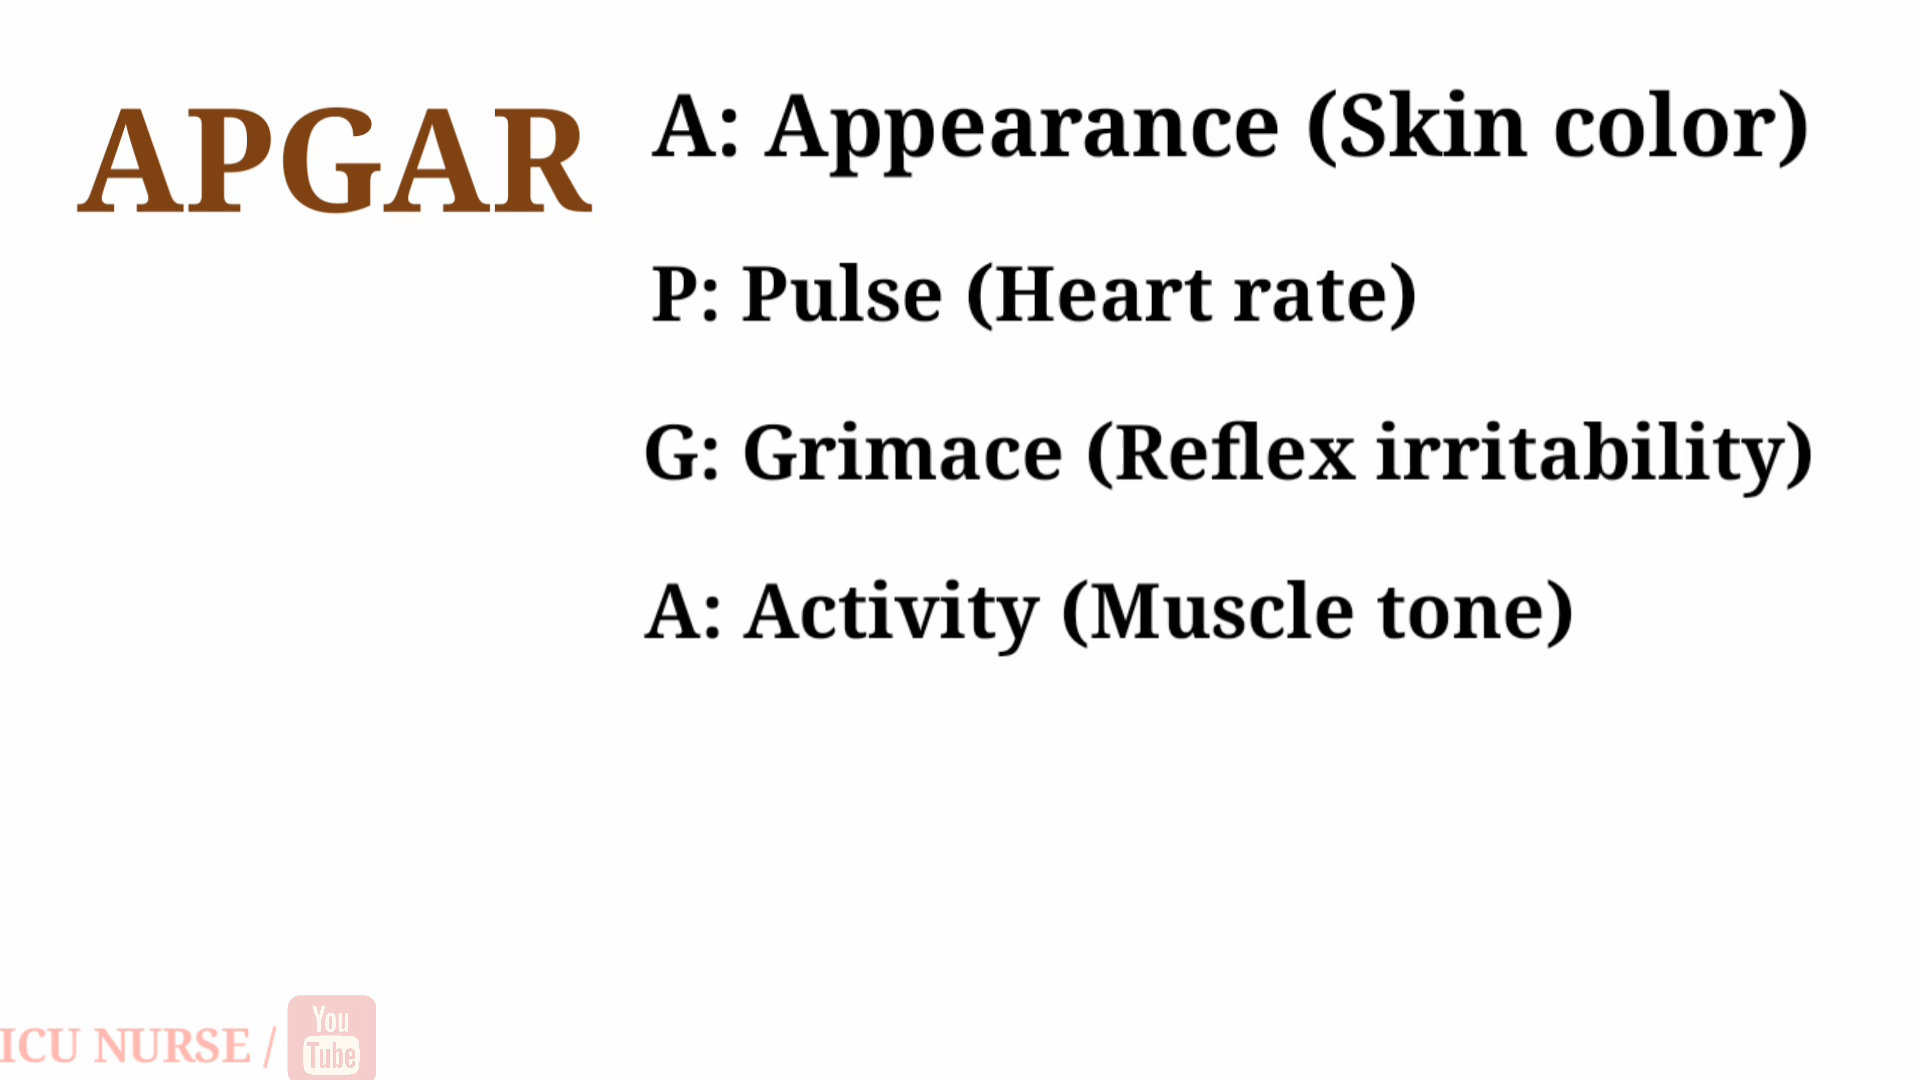 APGAR
A: Appearance (Skin color)
P: Pulse (Heart rate)
G: Grimace (Reflex irritability)
A: Activity (Muscle tone)
ICU NURSE /
You
Tube